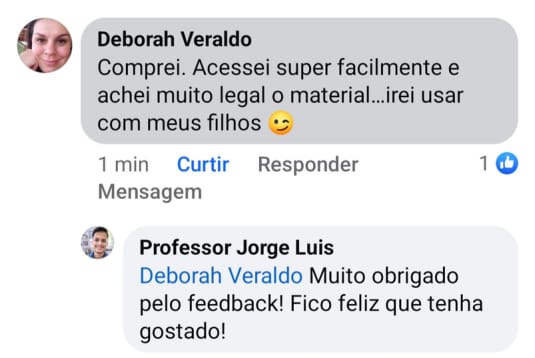 Deborah Veraldo
Comprei. Acessei super facilmente e
achei muito legal o material...irei usar
com meus filhos 😉
1 min Curtir Responder 1
Mensagem
Professor Jorge Luis
Deborah Veraldo Muito obrigado
pelo feedback! Fico feliz que tenha
gostado!